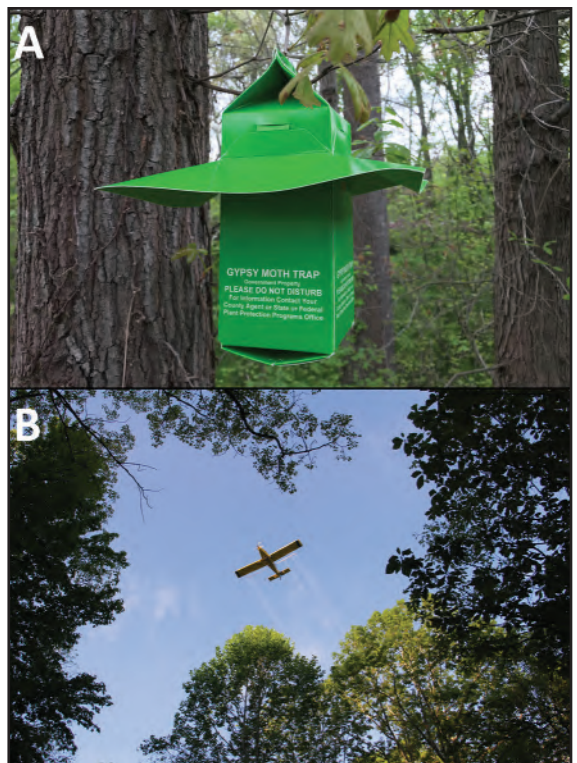 A
GYPSY MOTH TRAP
Government Property
PLEASE DO NOT DISTURB
For Information Contact Your
County Agent or State or Federal
Plant Protection Programs Office
B